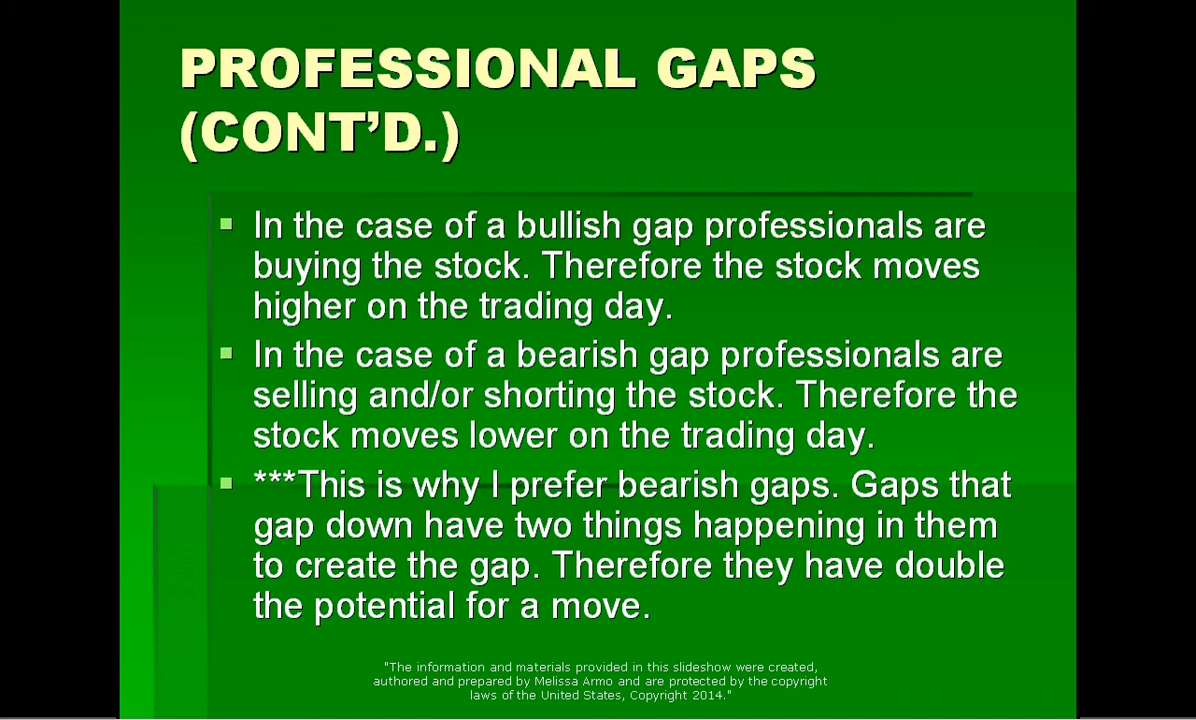 PROFESSIONAL GAPS
(CONT’D.)
In the case of a bullish gap professionals are
buying the stock. Therefore the stock moves
higher on the trading day.
In the case of a bearish gap professionals are
selling and/or shorting the stock. Therefore the
stock moves lower on the trading day.
***This is why I prefer bearish gaps. Gaps that
gap down have two things happening in them
to create the gap. Therefore they have double
the potential for a move.
"The information and materials provided in this slideshow were created,
authored and prepared by Melissa Armo and are protected by the copyright
laws of the United States, Copyright 2014."